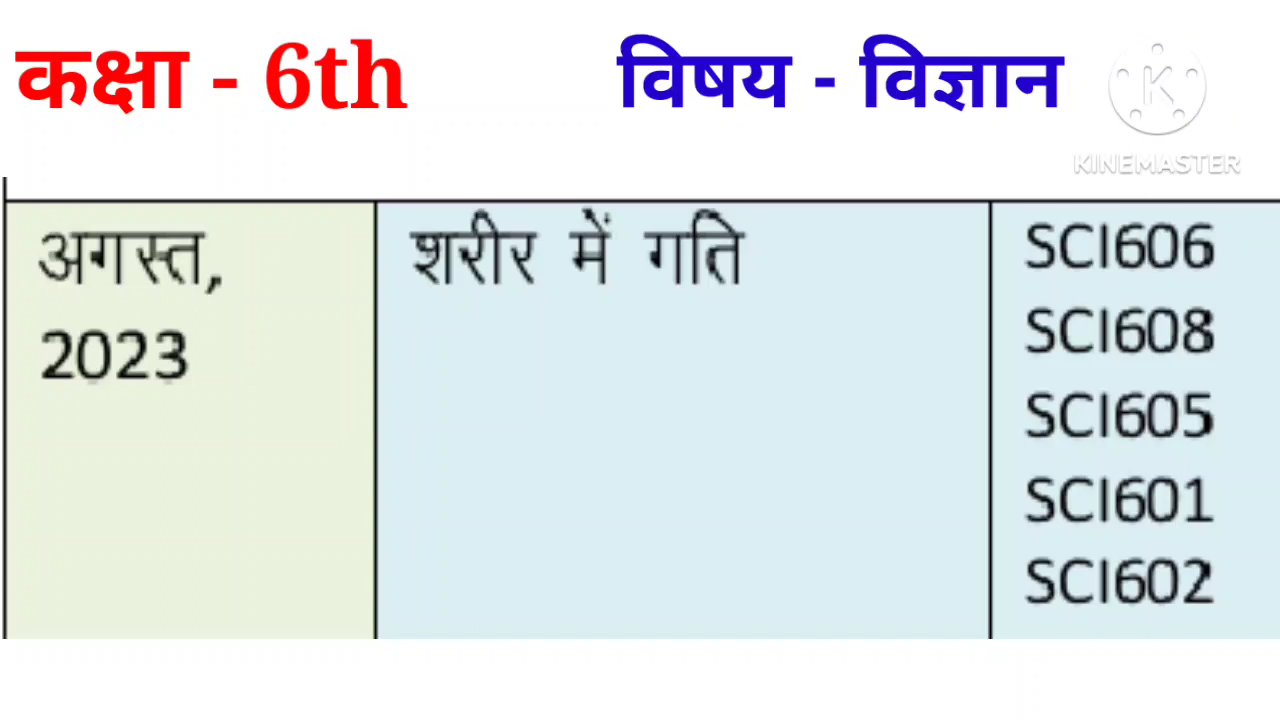 कक्षा - 6th
विषय - विज्ञान
KINEMASTER
अगस्त,
2023
शरीर में गति
SCI606
SCI608
SCI605
SCI601
SCI602